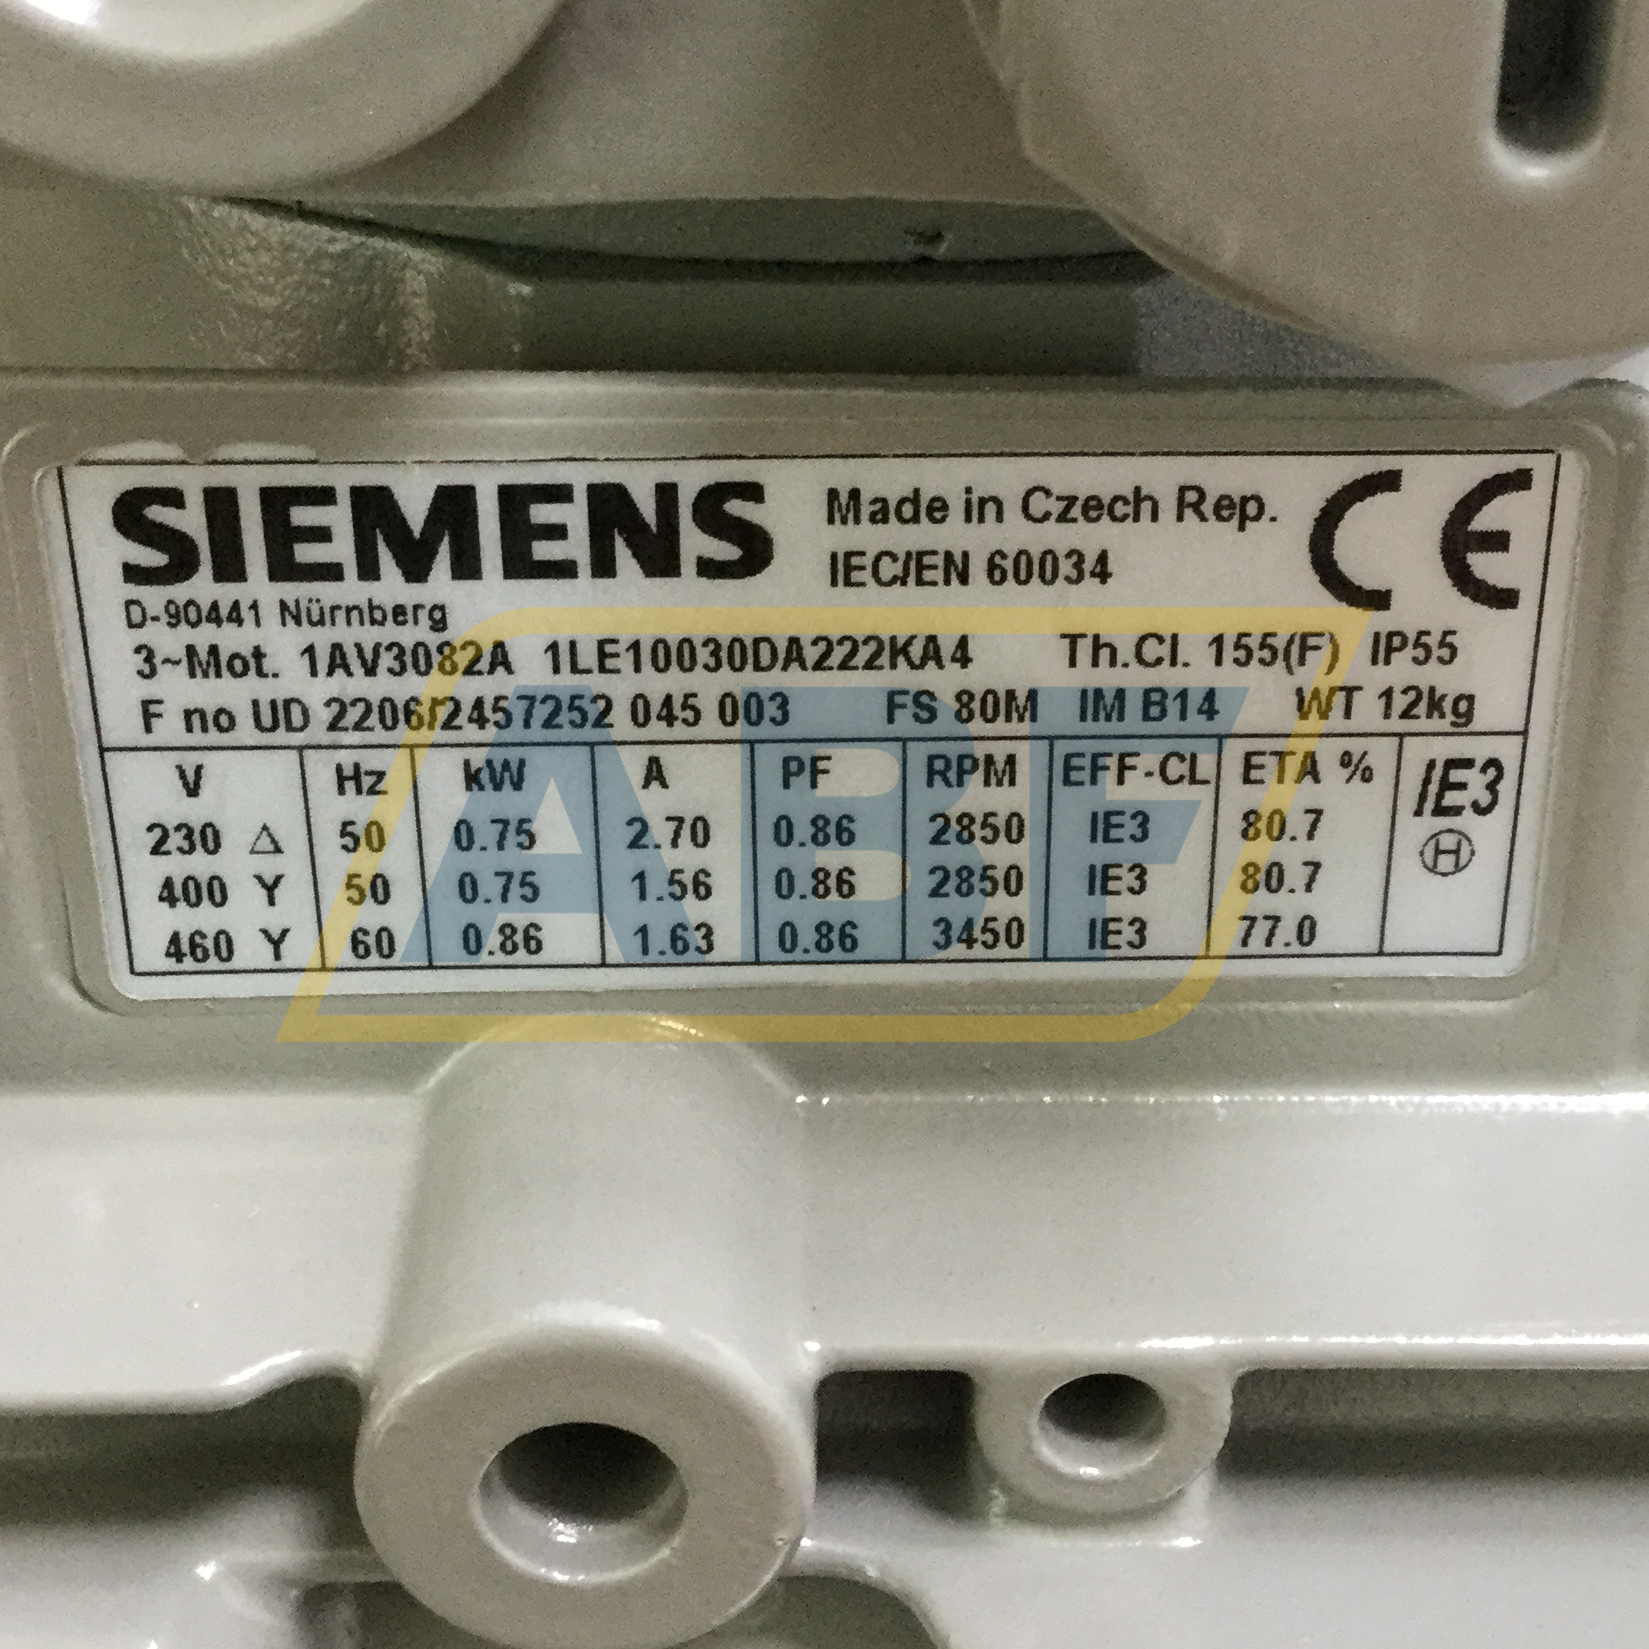 SIEMENS
D-90441 Nürnberg
Made in Czech Rep.
IEC/EN 60034
CE
3~Mot. 1AV3082A 1LE10030DA222KA4 Th.Cl. 155(F) IP55
F no UD 2206/2457252 045 003 FS 80M IM B14 WT 12kg
V Hz kW A PF RPM EFF-CL ETA % IE3
230 △ 50 0.75 2.70 0.86 2850 IE3 80.7 H
400 Y 50 0.75 1.56 0.86 2850 IE3 80.7
460 Y 60 0.86 1.63 0.86 3450 IE3 77.0
ABF